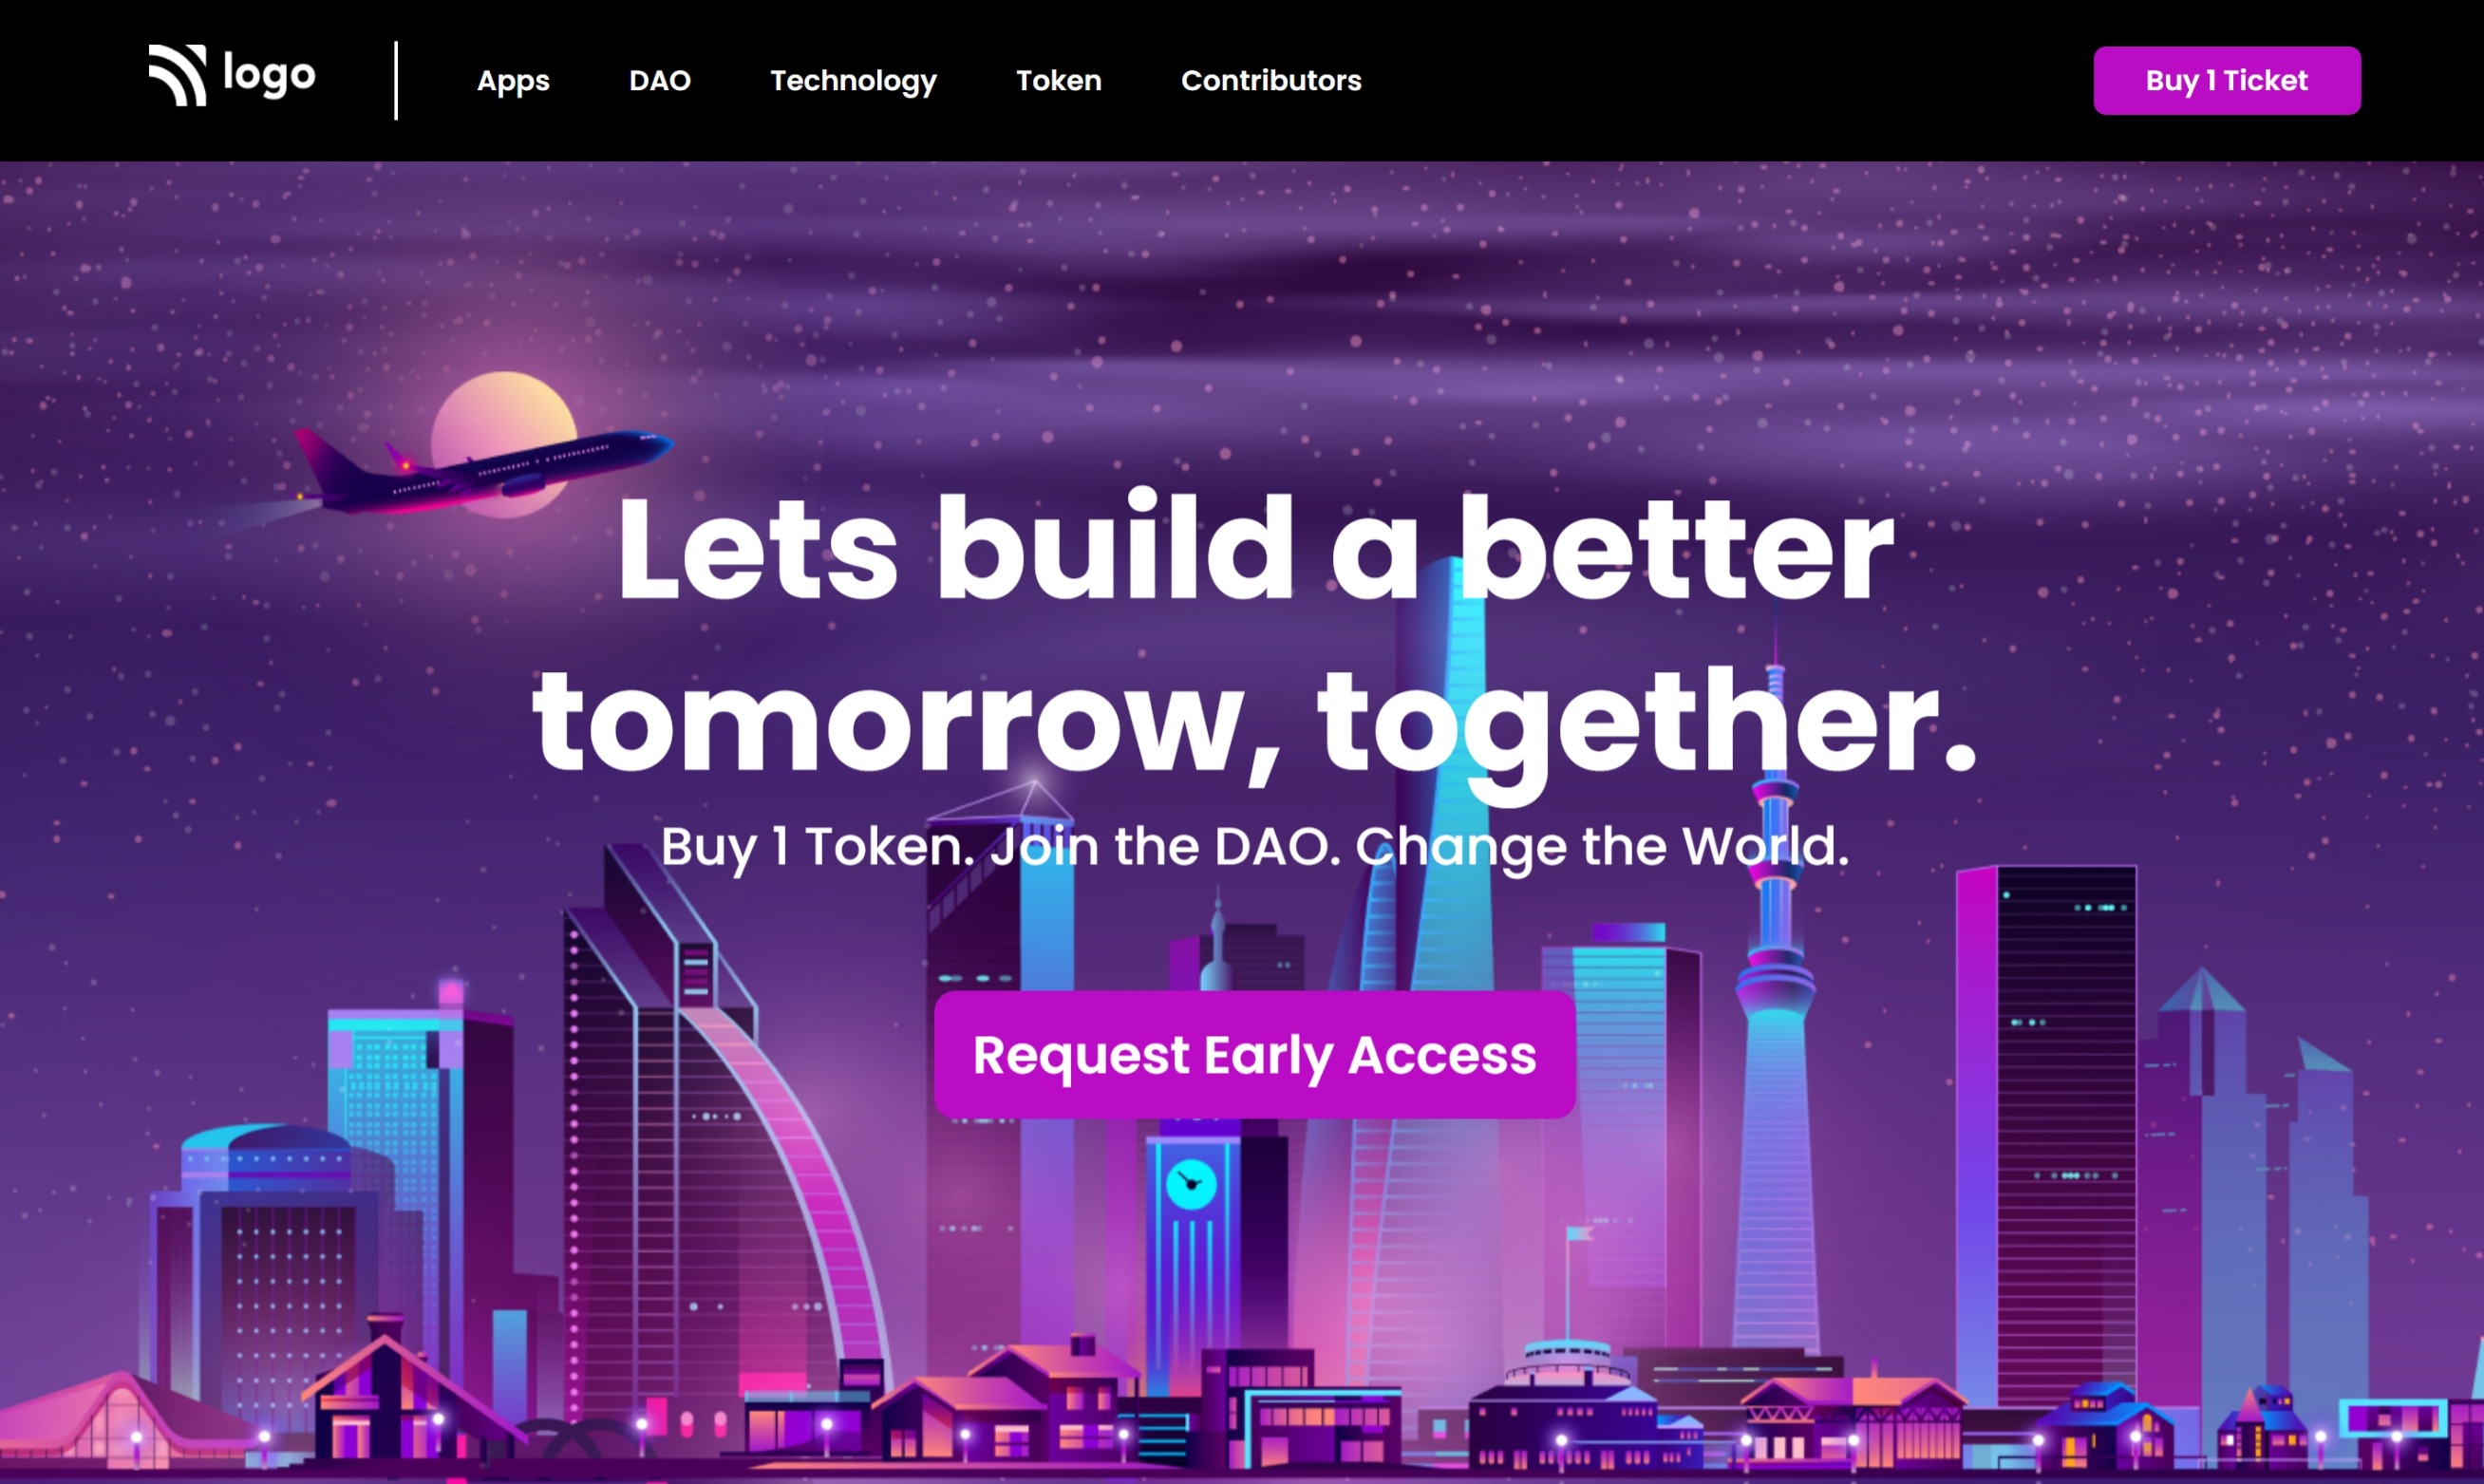 logo
Apps DAO Technology Token Contributors
Buy 1 Ticket
Lets build a better
tomorrow, together.
Buy 1 Token. Join the DAO. Change the World.
Request Early Access